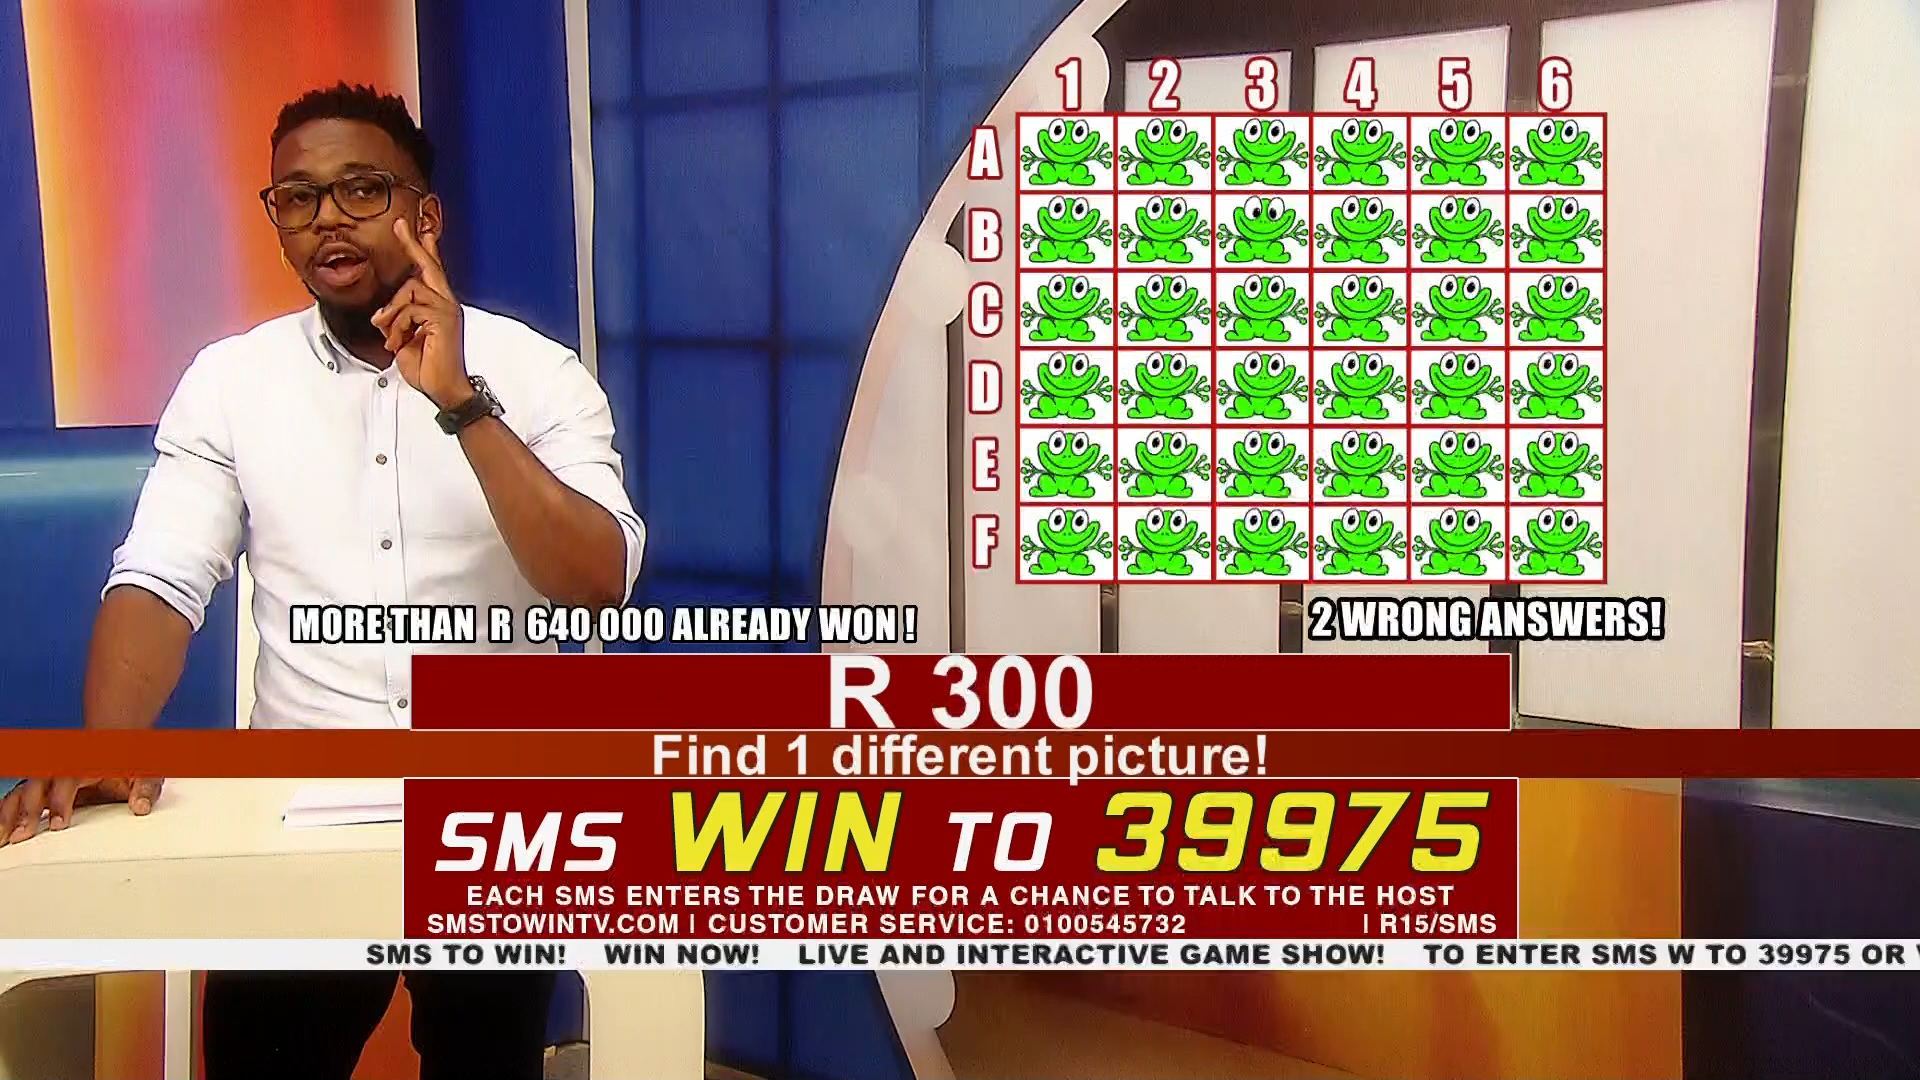 1 2 3 4 5 6
A
B
C
D
E
F
MORE THAN R 640 000 ALREADY WON !
2 WRONG ANSWERS!
R 300
Find 1 different picture!
SMS WIN TO 39975
EACH SMS ENTERS THE DRAW FOR A CHANCE TO TALK TO THE HOST
SMSTOWINTV.COM | CUSTOMER SERVICE: 0100545732 | R15/SMS
SMS TO WIN! WIN NOW! LIVE AND INTERACTIVE GAME SHOW! TO ENTER SMS W TO 39975 OR